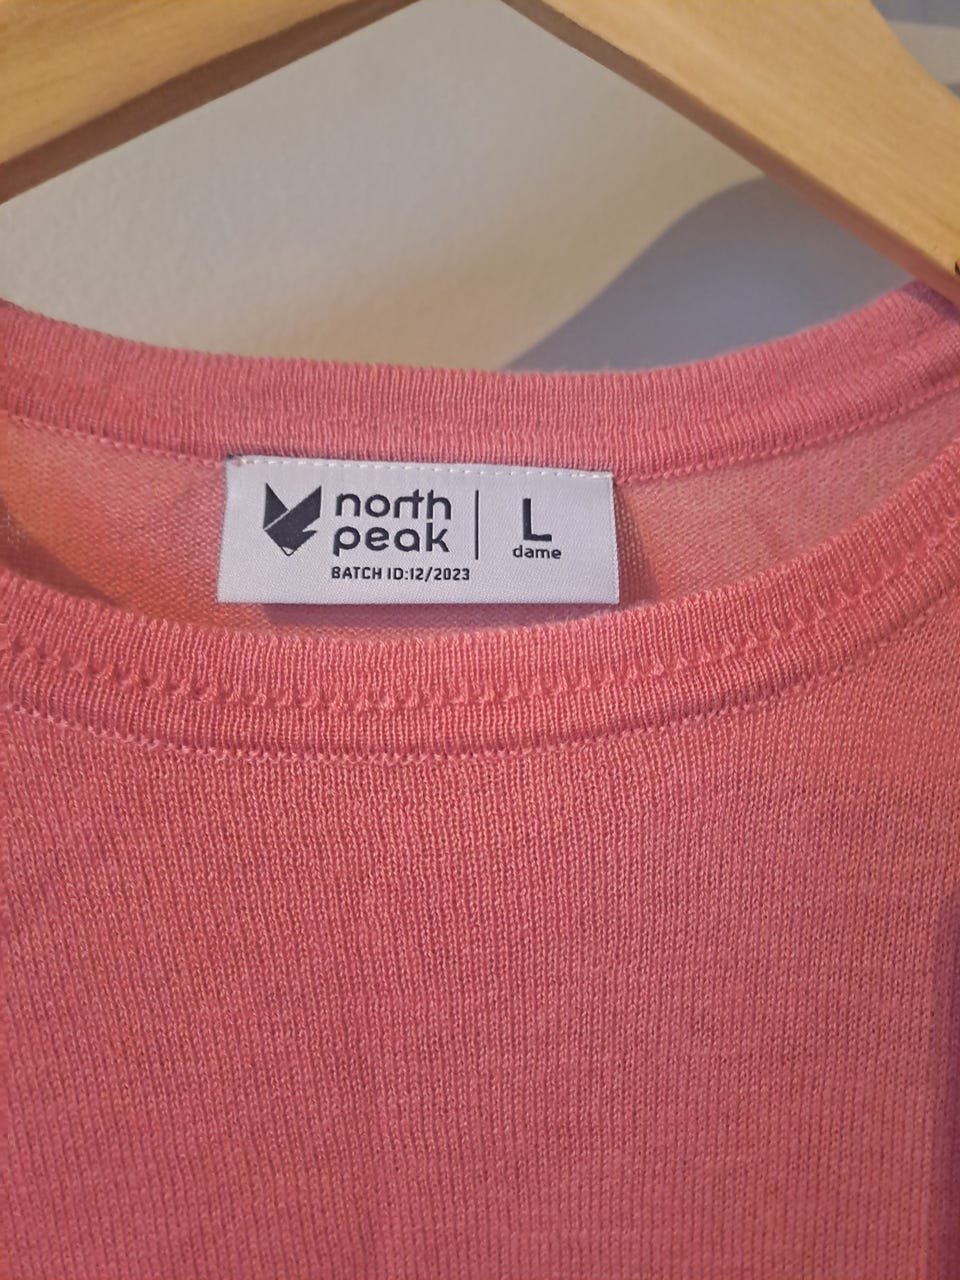 north
peak
L
dame
BATCH ID:12/2023